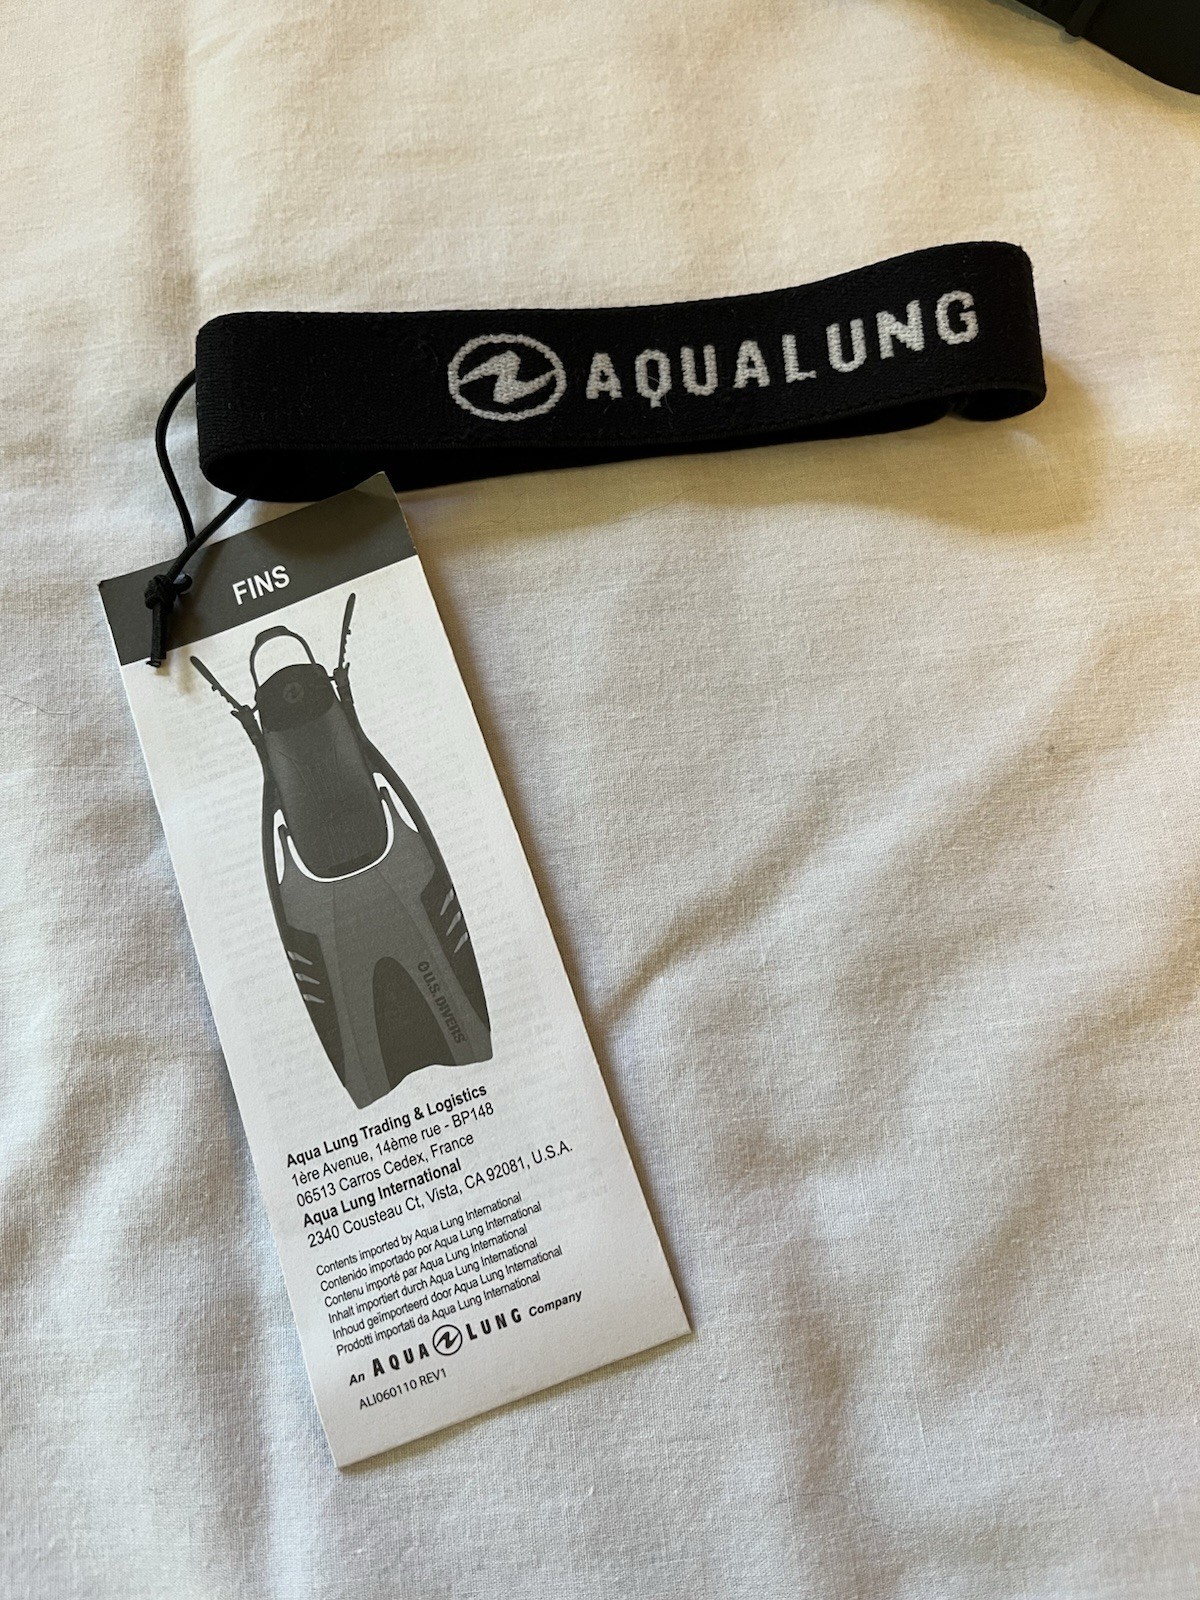 AQUALUNG
FINS
U.S. DIVERS
Aqua Lung Trading & Logistics
1ère Avenue, 14ème rue - BP148
06513 Carros Cedex, France
Aqua Lung International
2340 Cousteau Ct, Vista, CA 92081, U.S.A.
Contents imported by Aqua Lung International
Contenido importado por Aqua Lung International
Contenu importé par Aqua Lung International
Inhalt importiert durch Aqua Lung International
Inhoud geïmporteerd door Aqua Lung International
Prodotti importati da Aqua Lung International
An AQUA LUNG Company
ALI060110 REV1